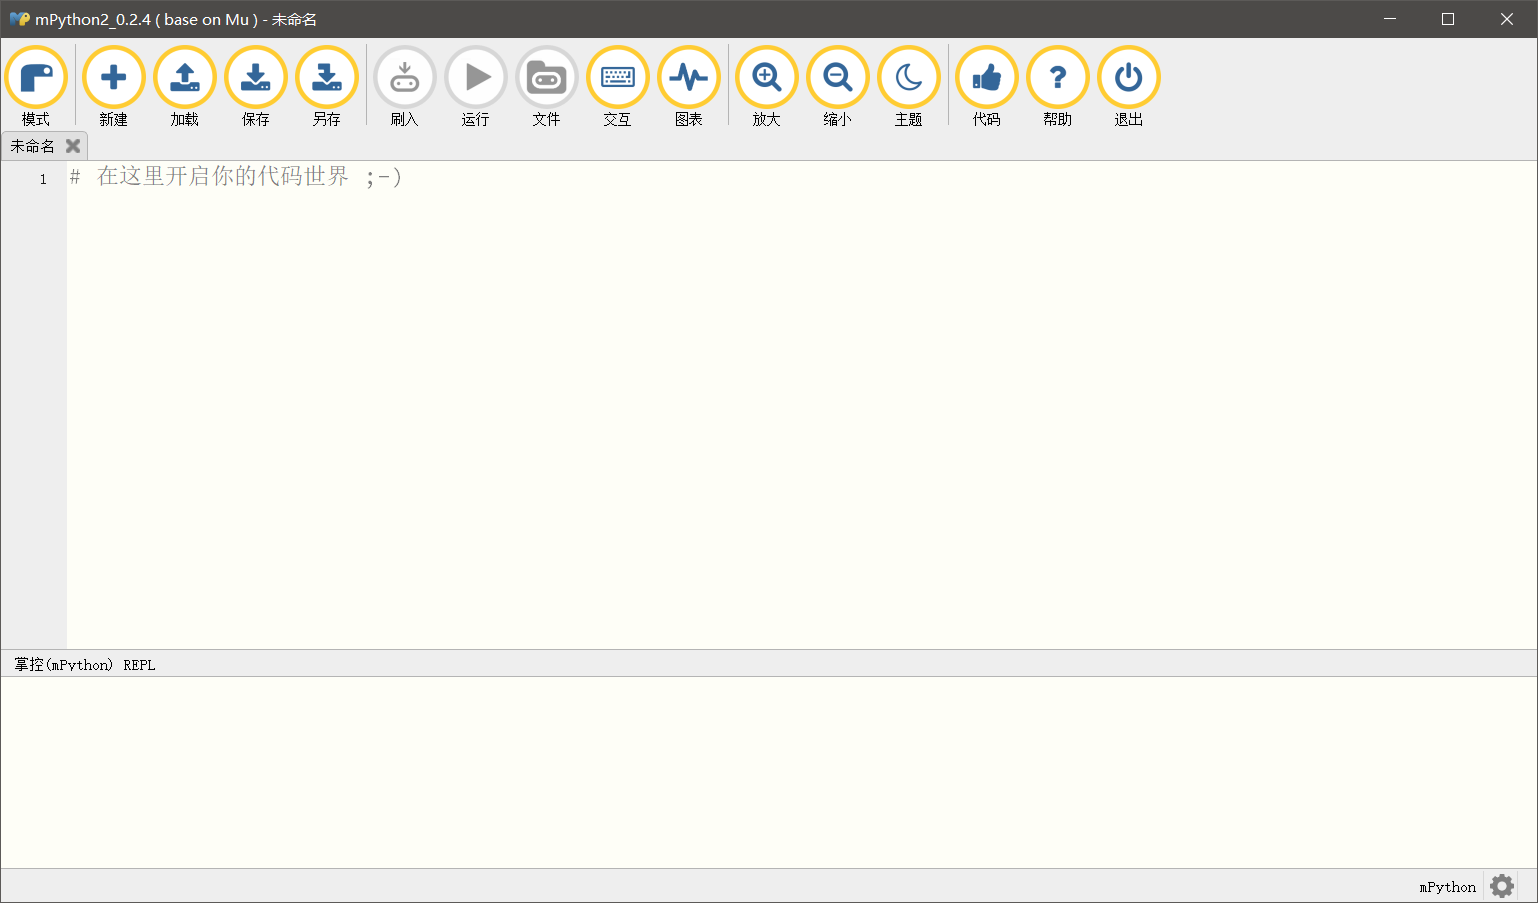 mPython2_0.2.4 ( base on Mu ) - 未命名
模式 新建 加载 保存 另存 刷入 运行 文件 交互 图表 放大 缩小 主题 代码 帮助 退出
未命名
1 # 在这里开启你的代码世界 ;-)
掌控(mPython) REPL
mPython